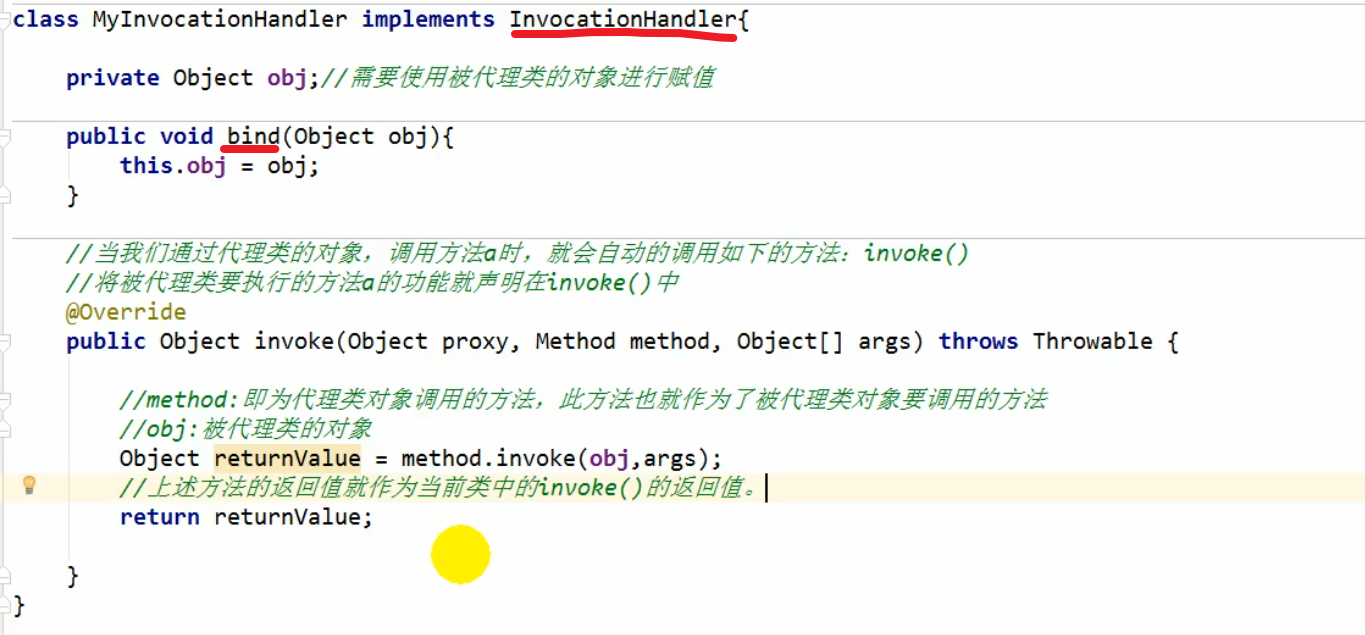 class MyInvocationHandler implements InvocationHandler{
private Object obj;//需要使用被代理类的对象进行赋值
public void bind(Object obj){
this.obj = obj;
}
//当我们通过代理类的对象，调用方法a时，就会自动的调用如下的方法：invoke()
//将被代理类要执行的方法a的功能就声明在invoke()中
@Override
public Object invoke(Object proxy, Method method, Object[] args) throws Throwable {
//method:即为代理类对象调用的方法，此方法也就作为了被代理类对象要调用的方法
//obj:被代理类的对象
Object returnValue = method.invoke(obj,args);
//上述方法的返回值就作为当前类中的invoke()的返回值。
return returnValue;
}
}